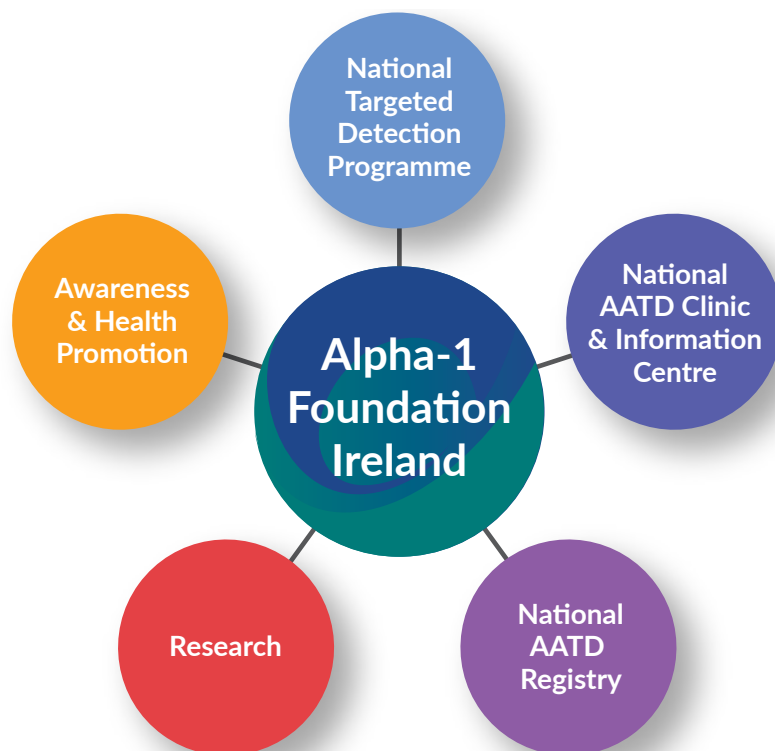 National
Targeted
Detection
Programme
Awareness
& Health
Promotion
National
AATD Clinic
& Information
Centre
Alpha-1
Foundation
Ireland
Research
National
AATD
Registry